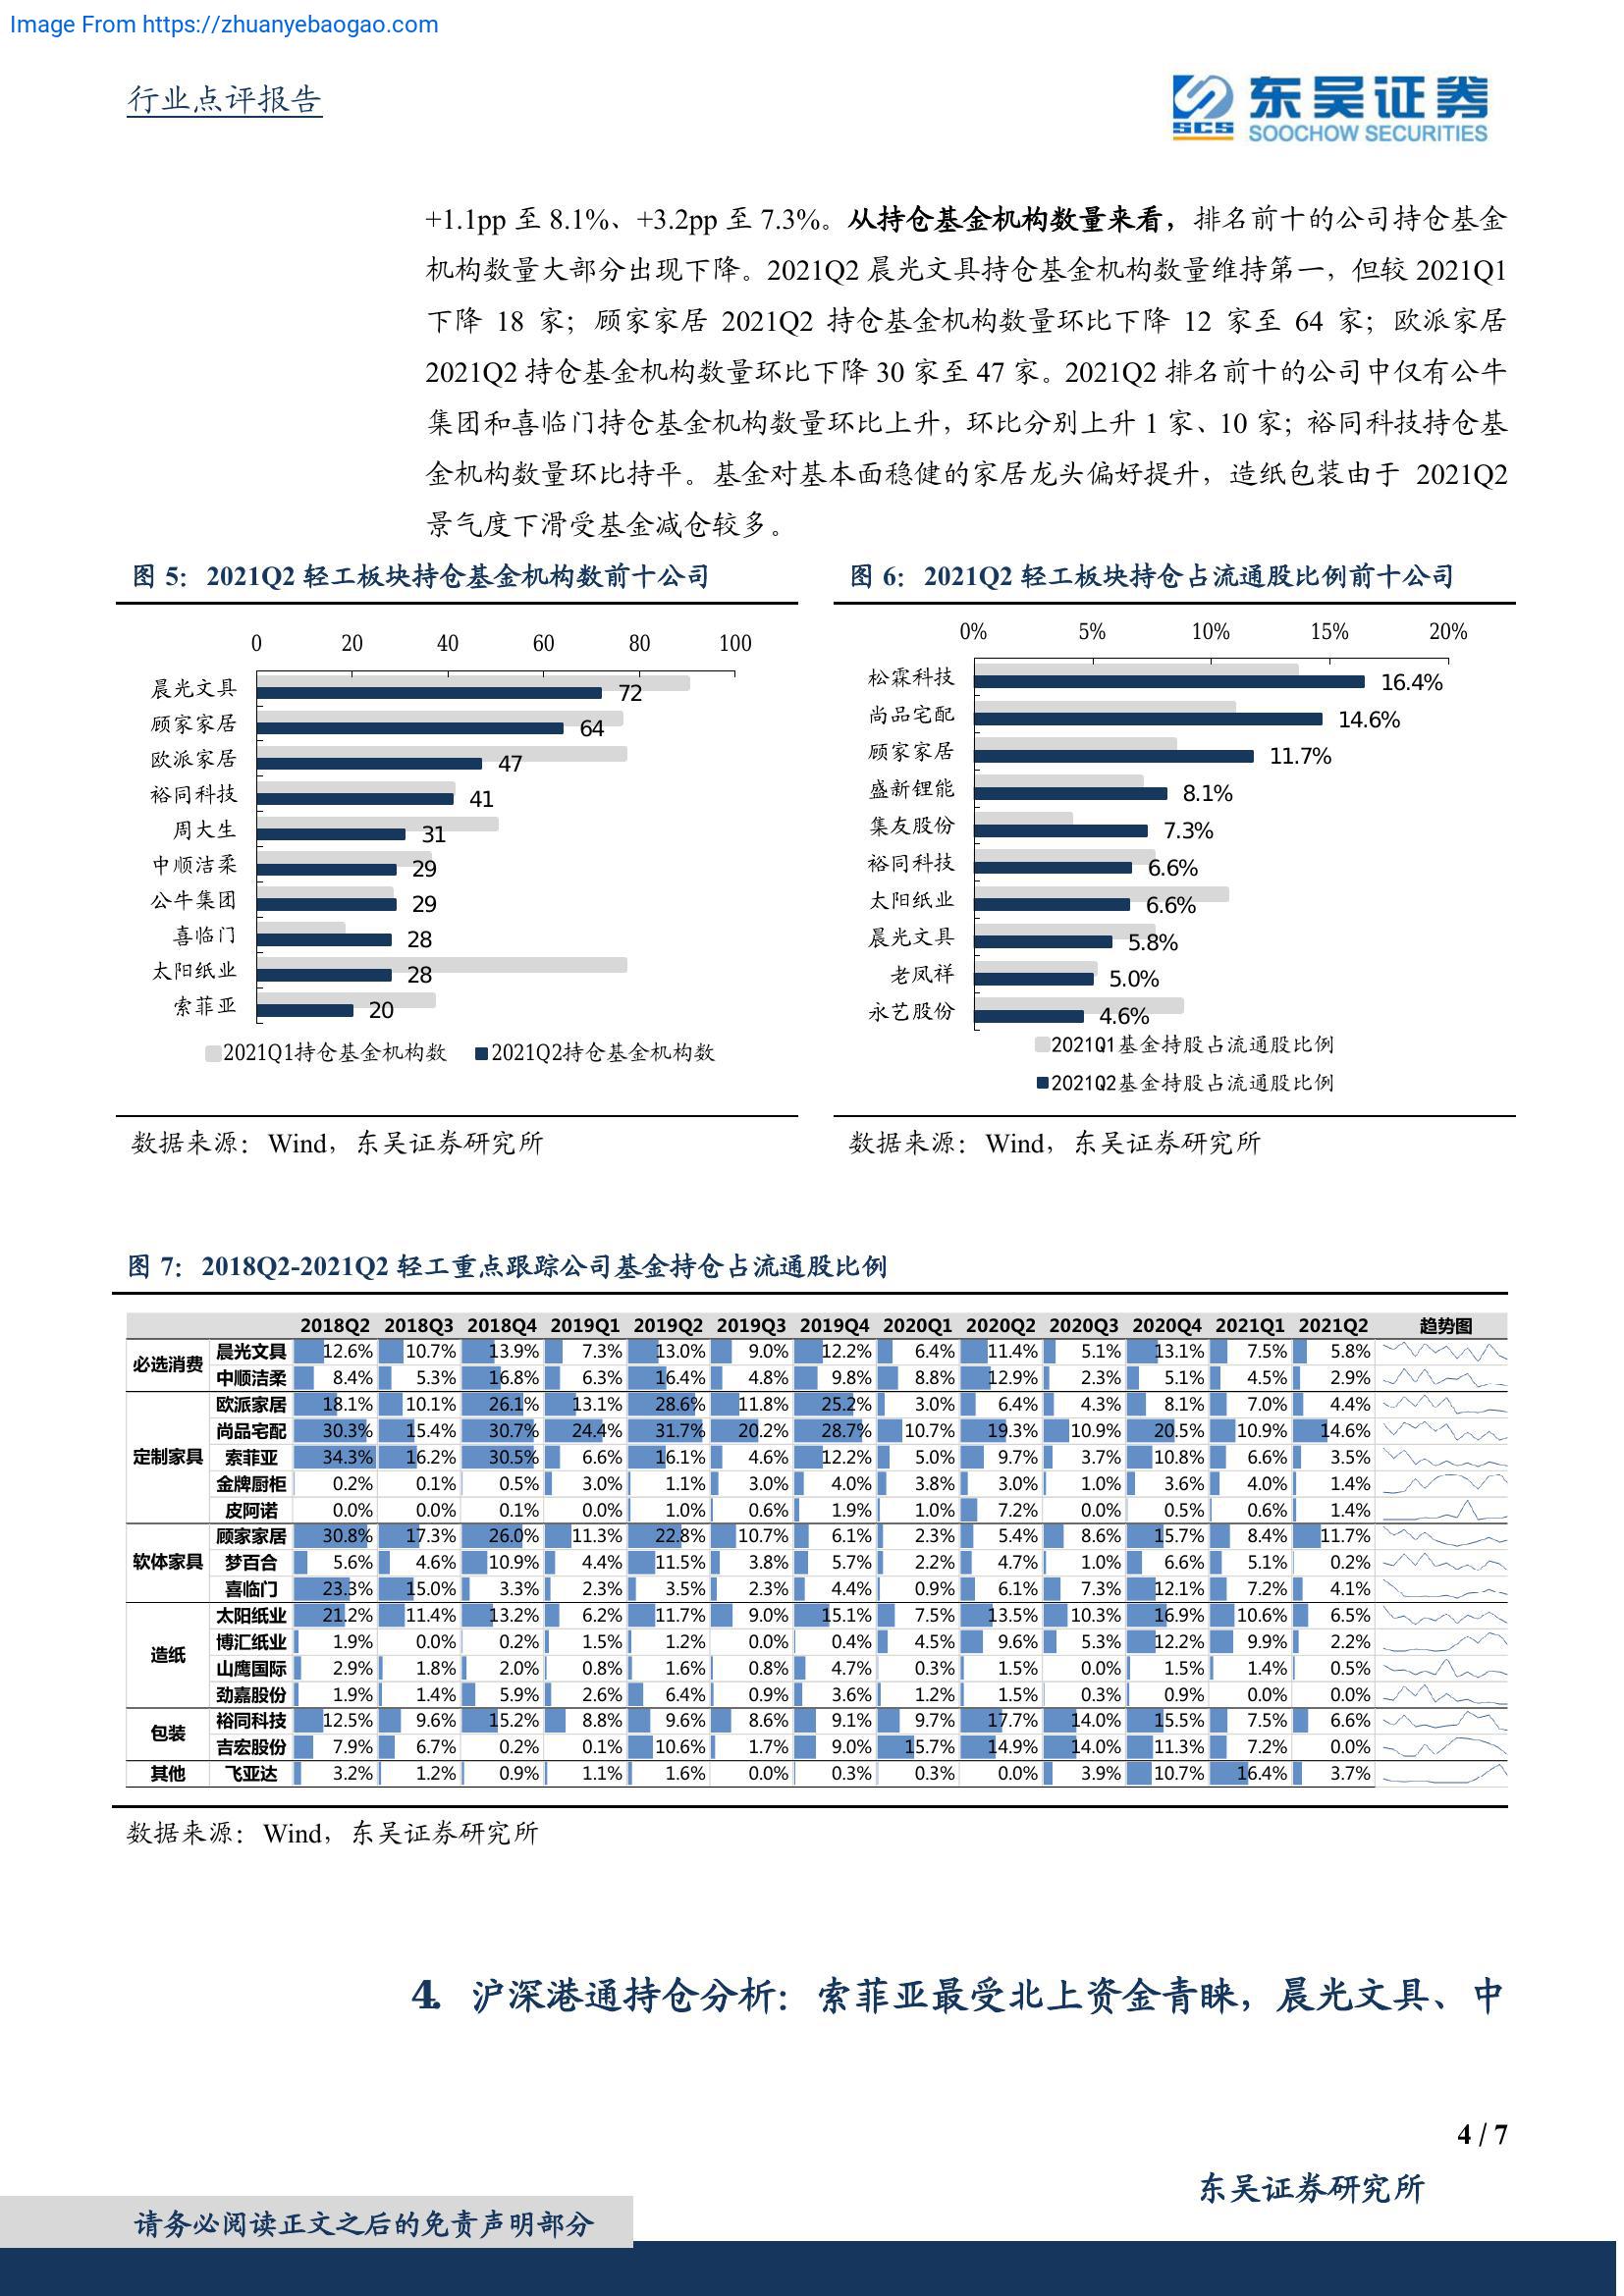 Image From https://zhuanyebaogao.com
行业点评报告
SCS
东吴证券
SOOCHOW SECURITIES
+1.1pp 至 8.1%、+3.2pp 至 7.3%。从持仓基金机构数量来看，排名前十的公司持仓基金
机构数量大部分出现下降。2021Q2 晨光文具持仓基金机构数量维持第一，但较 2021Q1
下降 18 家；顾家家居 2021Q2 持仓基金机构数量环比下降 12 家至 64 家；欧派家居
2021Q2 持仓基金机构数量环比下降 30 家至 47 家。2021Q2 排名前十的公司中仅有公牛
集团和喜临门持仓基金机构数量环比上升，环比分别上升 1 家、10 家；裕同科技持仓基
金机构数量环比持平。基金对基本面稳健的家居龙头偏好提升，造纸包装由于 2021Q2
景气度下滑受基金减仓较多。
图 5：2021Q2 轻工板块持仓基金机构数前十公司
0 20 40 60 80 100
晨光文具 72
顾家家居 64
欧派家居 47
裕同科技 41
周大生 31
中顺洁柔 29
公牛集团 29
喜临门 28
太阳纸业 28
索菲亚 20
2021Q1持仓基金机构数 2021Q2持仓基金机构数
数据来源：Wind，东吴证券研究所
图 6：2021Q2 轻工板块持仓占流通股比例前十公司
0% 5% 10% 15% 20%
松霖科技 16.4%
尚品宅配 14.6%
顾家家居 11.7%
盛新锂能 8.1%
集友股份 7.3%
裕同科技 6.6%
太阳纸业 6.6%
晨光文具 5.8%
老凤祥 5.0%
永艺股份 4.6%
2021Q1基金持股占流通股比例
2021Q2基金持股占流通股比例
数据来源：Wind，东吴证券研究所
图 7：2018Q2-2021Q2 轻工重点跟踪公司基金持仓占流通股比例
2018Q2 2018Q3 2018Q4 2019Q1 2019Q2 2019Q3 2019Q4 2020Q1 2020Q2 2020Q3 2020Q4 2021Q1 2021Q2 趋势图
必选消费 晨光文具 12.6% 10.7% 13.9% 7.3% 13.0% 9.0% 12.2% 6.4% 11.4% 5.1% 13.1% 7.5% 5.8%
中顺洁柔 8.4% 5.3% 16.8% 6.3% 16.4% 4.8% 9.8% 8.8% 12.9% 2.3% 5.1% 4.5% 2.9%
定制家具 欧派家居 18.1% 10.1% 26.1% 13.1% 28.6% 11.8% 25.2% 3.0% 6.4% 4.3% 8.1% 7.0% 4.4%
尚品宅配 30.3% 15.4% 30.7% 24.4% 31.7% 20.2% 28.7% 10.7% 19.3% 10.9% 20.5% 10.9% 14.6%
索菲亚 34.3% 16.2% 30.5% 6.6% 16.1% 4.6% 12.2% 5.0% 9.7% 3.7% 10.8% 6.6% 3.5%
金牌厨柜 0.2% 0.1% 0.5% 3.0% 1.1% 3.0% 4.0% 3.8% 3.0% 1.0% 3.6% 4.0% 1.4%
皮阿诺 0.0% 0.0% 0.1% 0.0% 1.0% 0.6% 1.9% 1.0% 7.2% 0.0% 0.5% 0.6% 1.4%
软体家具 顾家家居 30.8% 17.3% 26.0% 11.3% 22.8% 10.7% 6.1% 2.3% 5.4% 8.6% 15.7% 8.4% 11.7%
梦百合 5.6% 4.6% 10.9% 4.4% 11.5% 3.8% 5.7% 2.2% 4.7% 1.0% 6.6% 5.1% 0.2%
喜临门 23.3% 15.0% 3.3% 2.3% 3.5% 2.3% 4.4% 0.9% 6.1% 7.3% 12.1% 7.2% 4.1%
造纸 太阳纸业 21.2% 11.4% 13.2% 6.2% 11.7% 9.0% 15.1% 7.5% 13.5% 10.3% 16.9% 10.6% 6.5%
博汇纸业 1.9% 0.0% 0.2% 1.5% 1.2% 0.0% 0.4% 4.5% 9.6% 5.3% 12.2% 9.9% 2.2%
山鹰国际 2.9% 1.8% 2.0% 0.8% 1.6% 0.8% 4.7% 0.3% 1.5% 0.0% 1.5% 1.4% 0.5%
劲嘉股份 1.9% 1.4% 5.9% 2.6% 6.4% 0.9% 3.6% 1.2% 1.5% 0.3% 0.9% 0.0% 0.0%
包装 裕同科技 12.5% 9.6% 15.2% 8.8% 9.6% 8.6% 9.1% 9.7% 17.7% 14.0% 15.5% 7.5% 6.6%
吉宏股份 7.9% 6.7% 0.2% 0.1% 10.6% 1.7% 9.0% 15.7% 14.9% 14.0% 11.3% 7.2% 0.0%
其他 飞亚达 3.2% 1.2% 0.9% 1.1% 1.6% 0.0% 0.3% 0.3% 0.0% 3.9% 10.7% 16.4% 3.7%
数据来源：Wind，东吴证券研究所
4. 沪深港通持仓分析：索菲亚最受北上资金青睐，晨光文具、中
4 / 7
东吴证券研究所
请务必阅读正文之后的免责声明部分